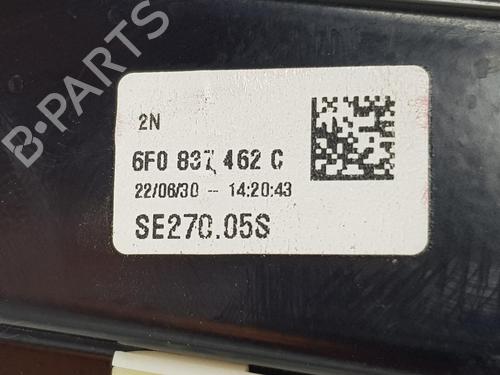 B-PARTS
2N
6F0 837 462 C
22/06/30 -- 14:20:43
SE270.05S